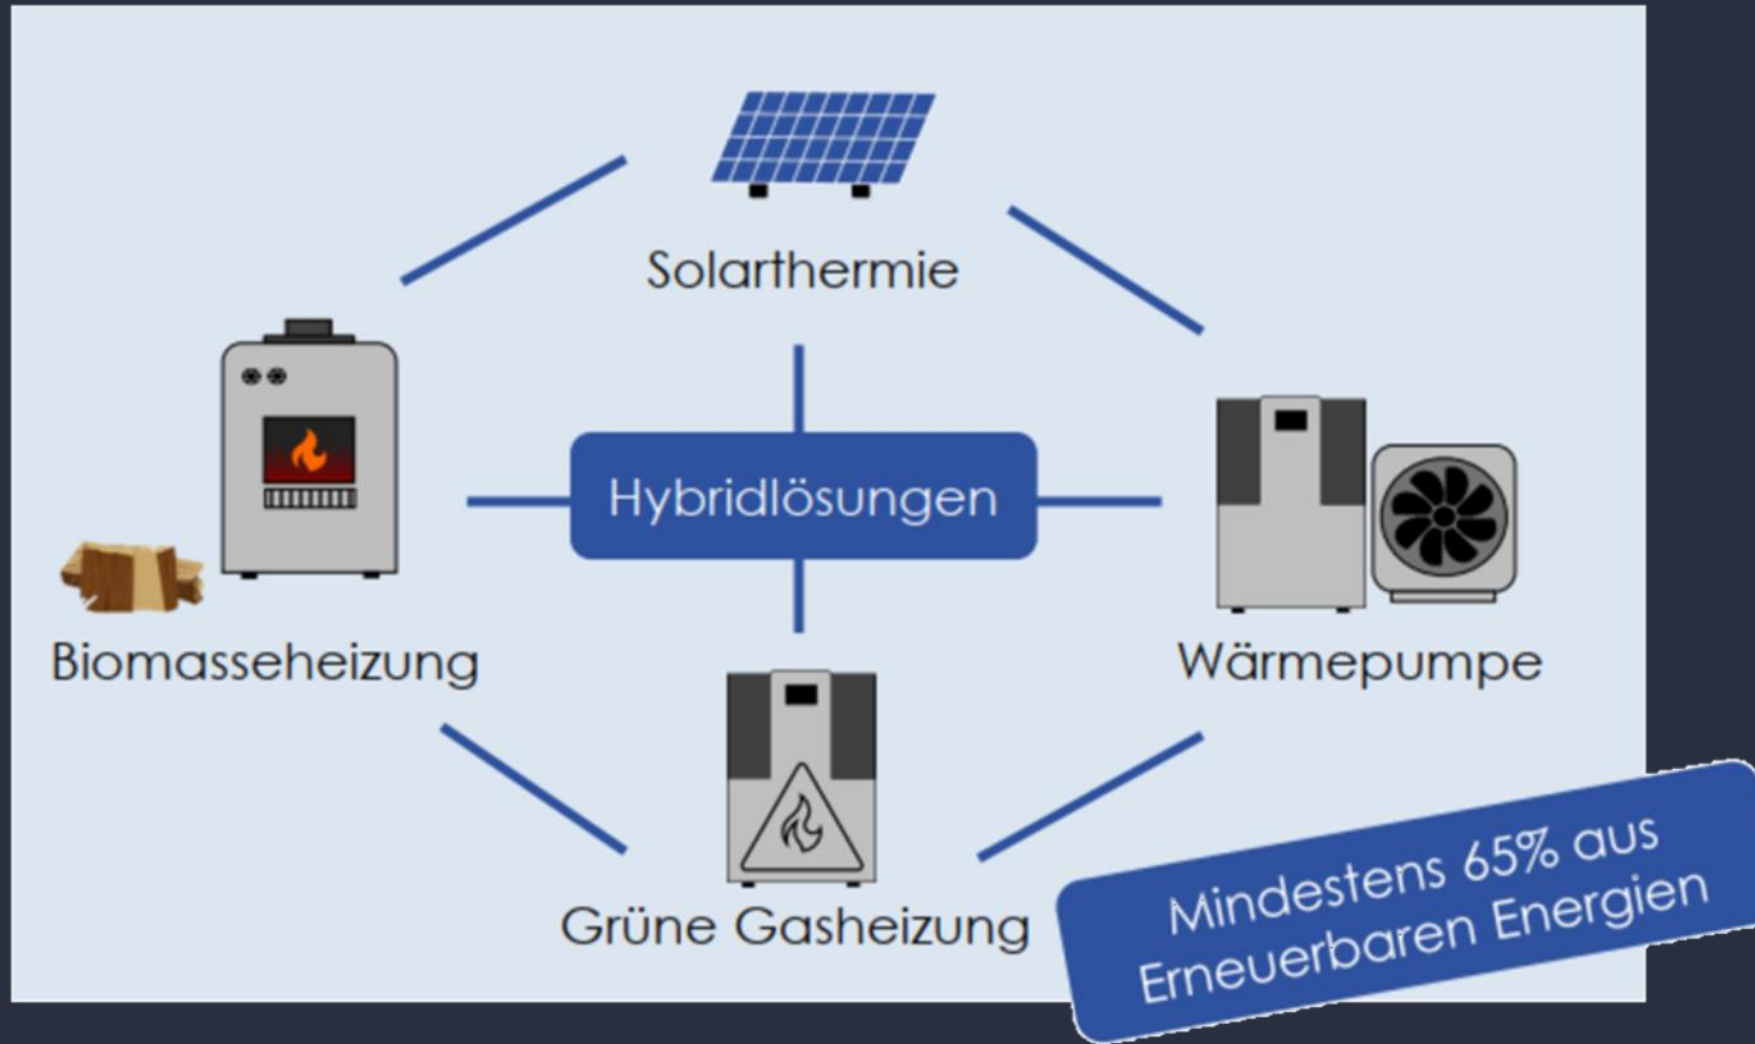 Solarthermie
Hybridlösungen
Biomasseheizung
Wärmepumpe
Grüne Gasheizung
Mindestens 65% aus
Erneuerbaren Energien